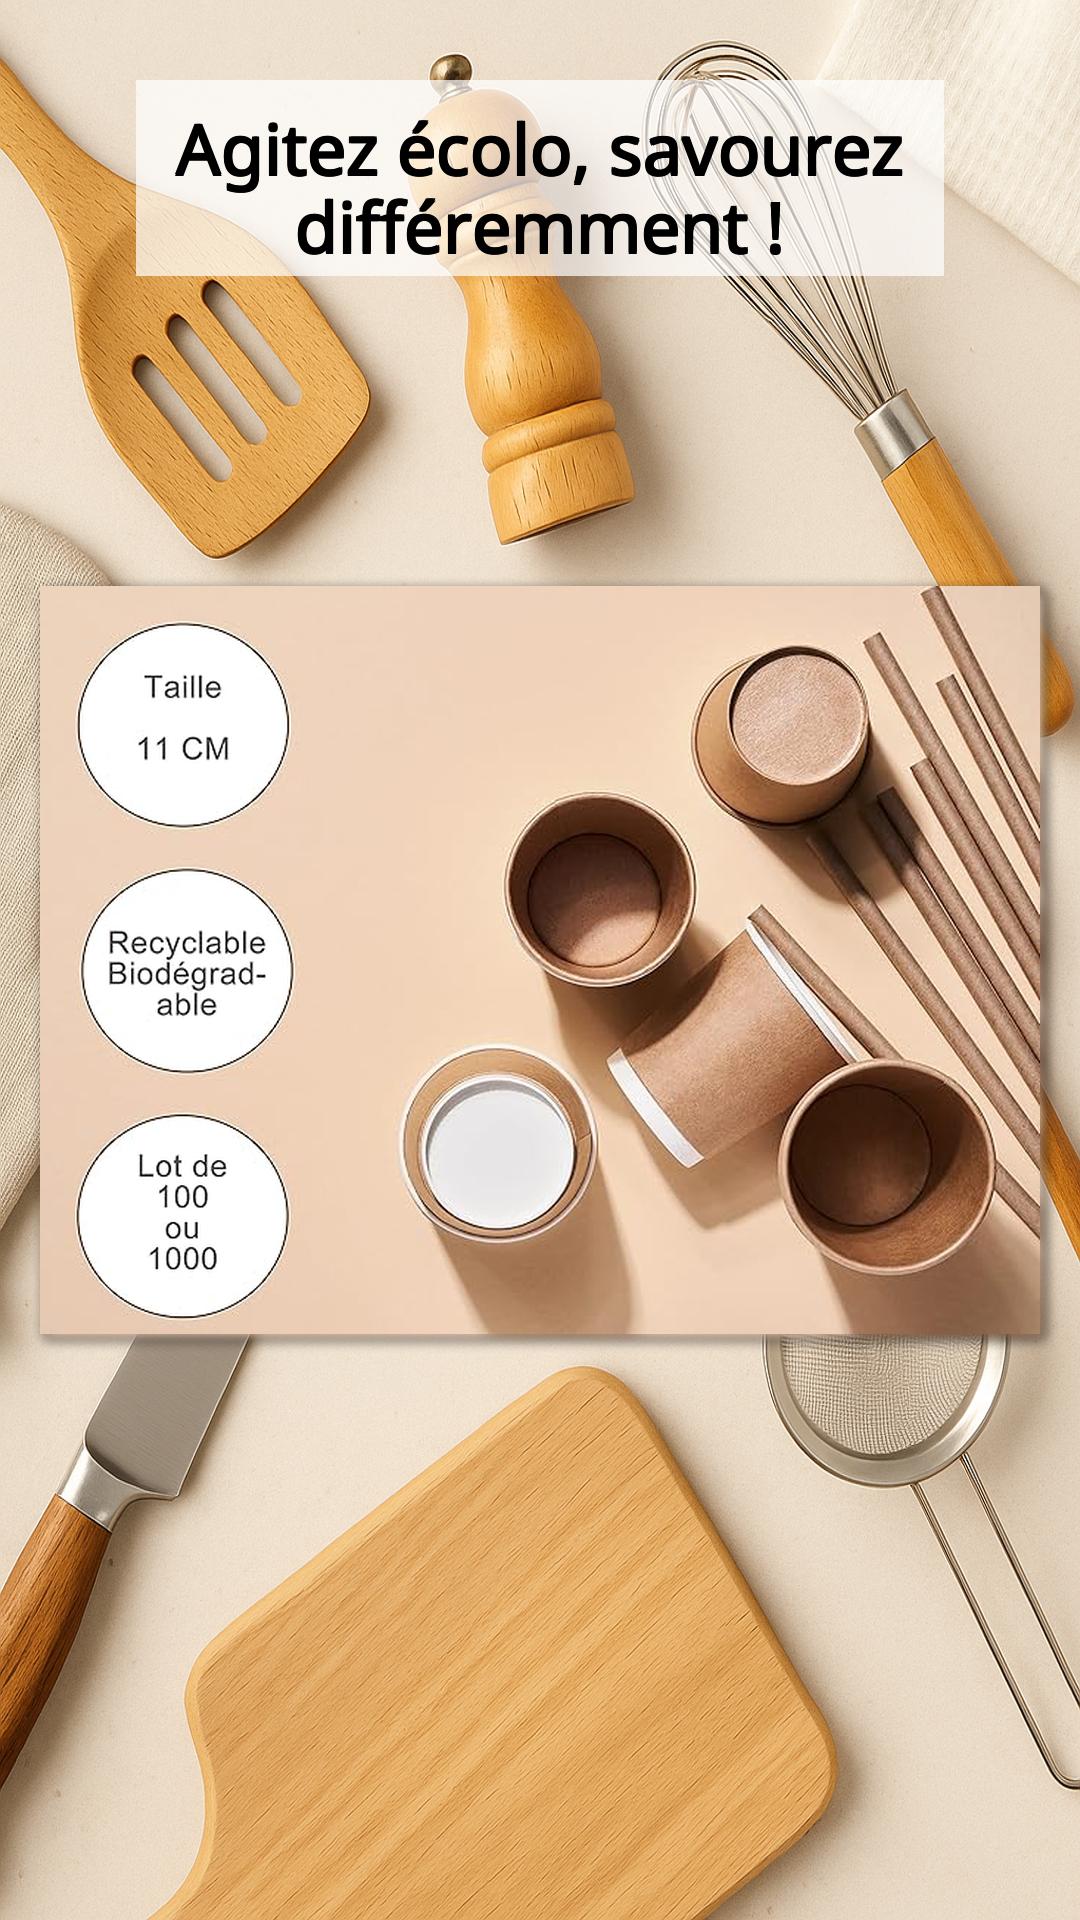 Agitez écolo, savourez
différemment !
Taille
11 CM
Recyclable
Biodégrad-
able
Lot de
100
ou
1000